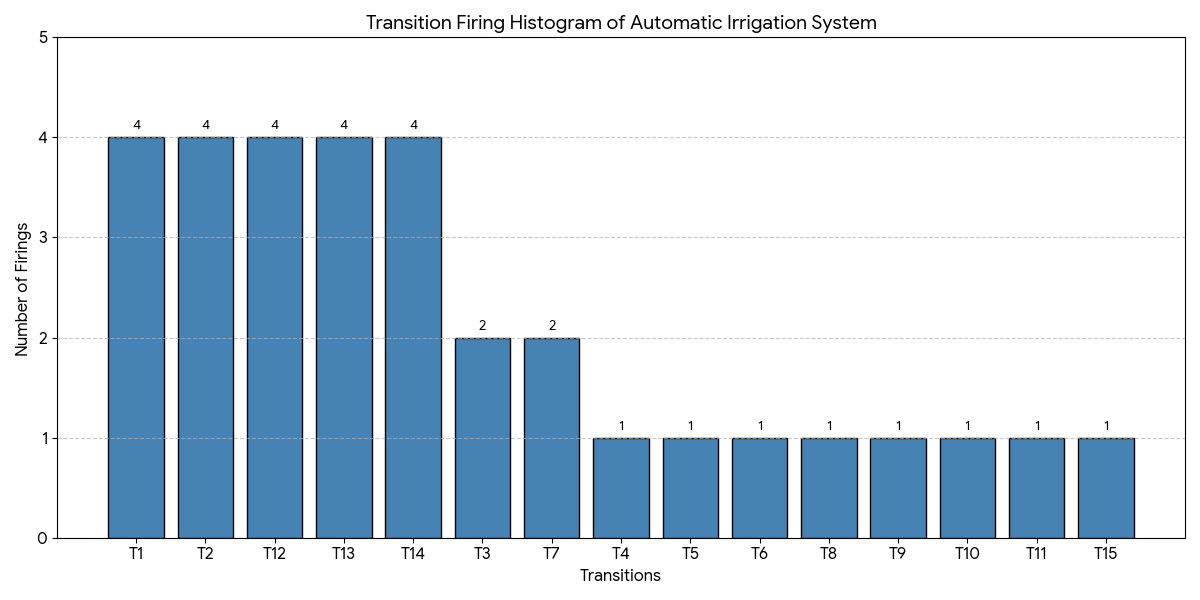 Transition Firing Histogram of Automatic Irrigation System
Number of Firings
5
4
3
2
1
0
4 4 4 4 4 2 2 1 1 1 1 1 1 1 1
T1 T2 T12 T13 T14 T3 T7 T4 T5 T6 T8 T9 T10 T11 T15
Transitions